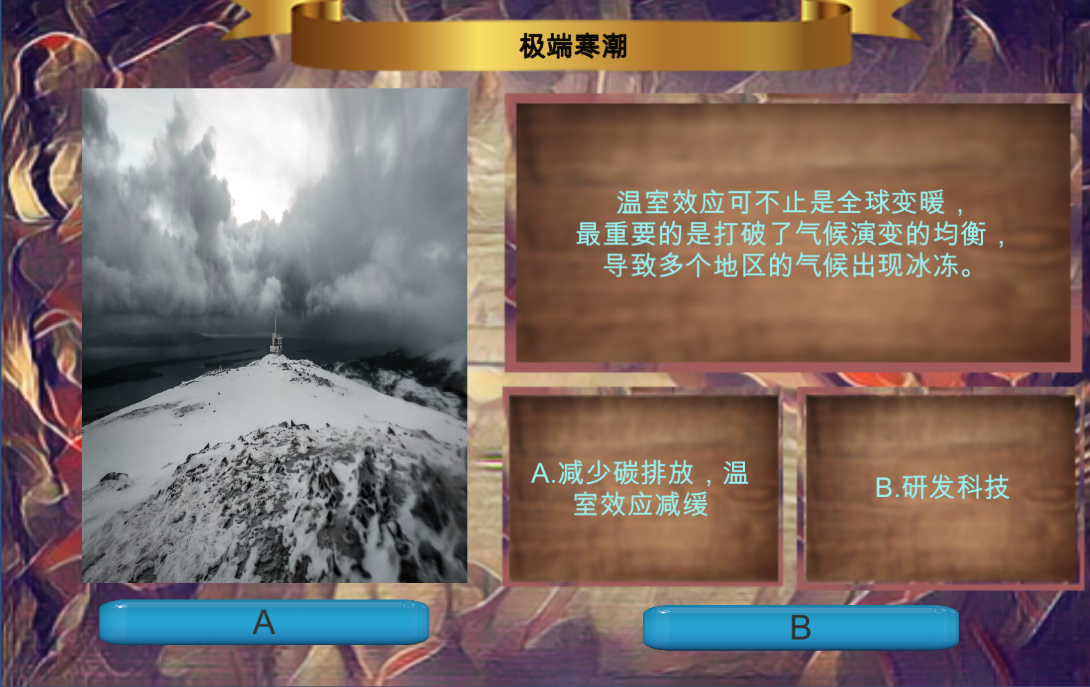 极端寒潮
温室效应可不止是全球变暖，
最重要的是打破了气候演变的均衡，
导致多个地区的气候出现冰冻。
A.减少碳排放，温
室效应减缓
B.研发科技
A
B